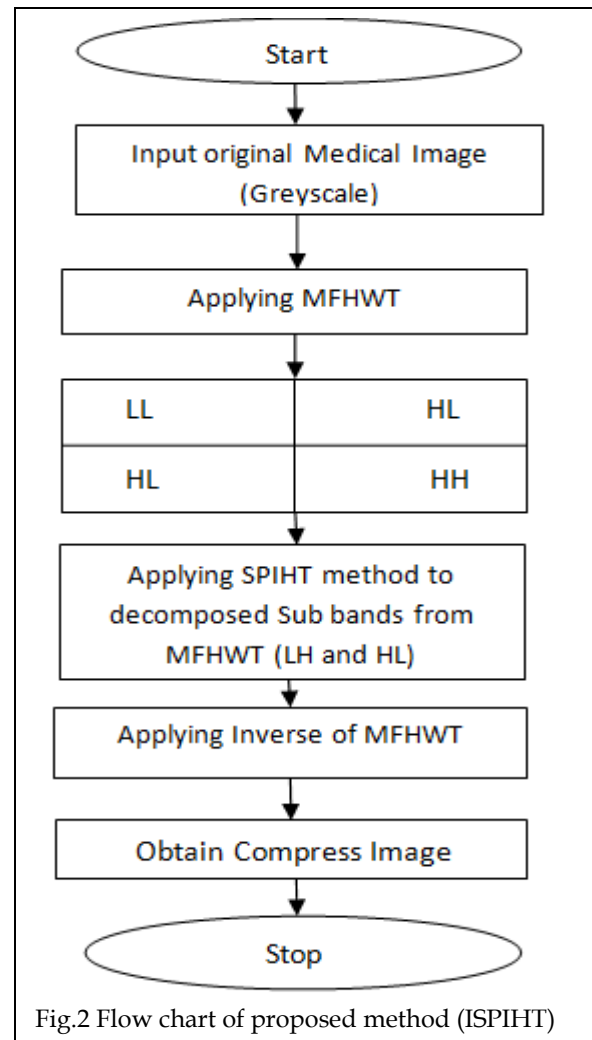 Start
Input original Medical Image
(Greyscale)
Applying MFHWT
LL HL
HL HH
Applying SPIHT method to
decomposed Sub bands from
MFHWT (LH and HL)
Applying Inverse of MFHWT
Obtain Compress Image
Stop
Fig.2 Flow chart of proposed method (ISPIHT)